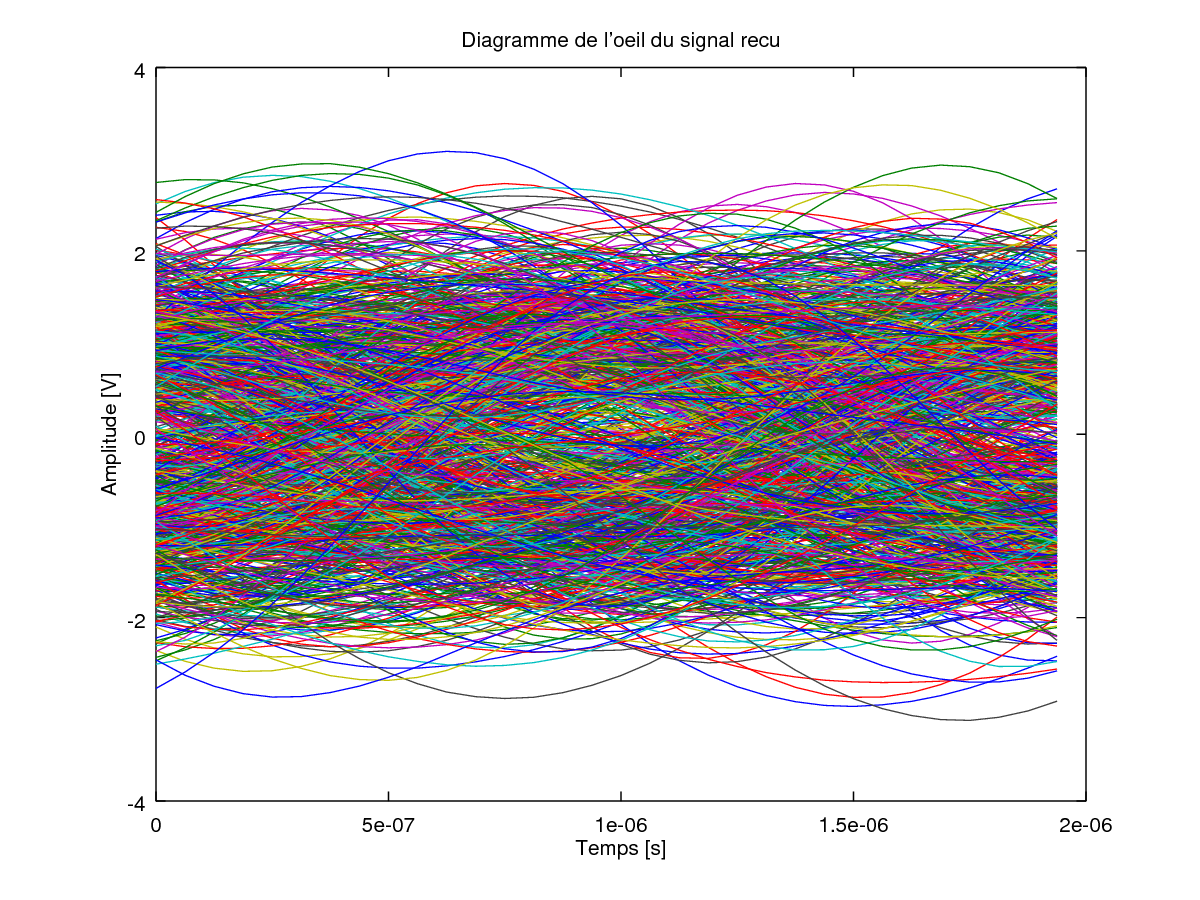 Diagramme de l'oeil du signal recu
4
2
0
-2
-4
Amplitude [V]
0 5e-07 1e-06 1.5e-06 2e-06
Temps [s]